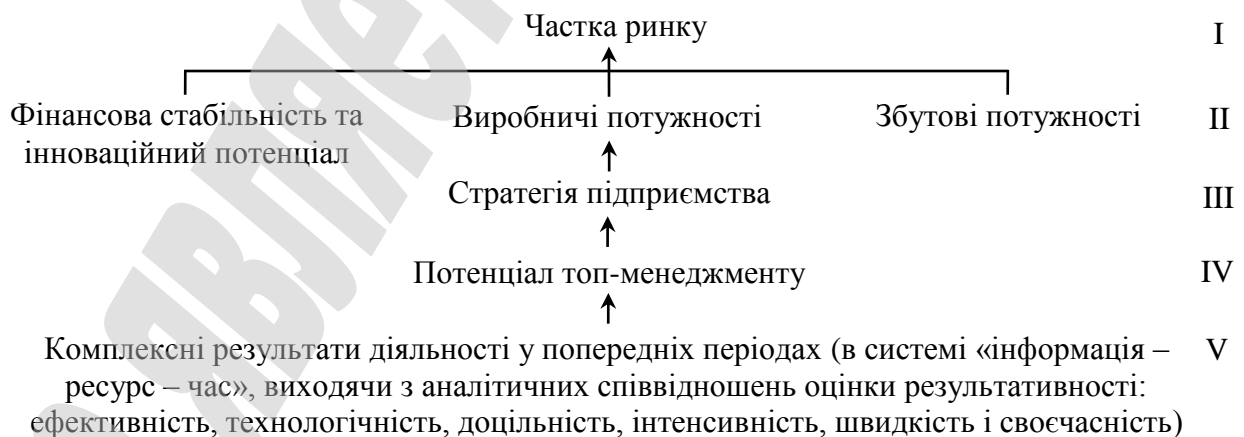 Частка ринку I
Фінансова стабільність та інноваційний потенціал
Виробничі потужності
Збутові потужності II
Стратегія підприємства III
Потенціал топ-менеджменту IV
Комплексні результати діяльності у попередніх періодах (в системі «інформація – V
ресурс – час», виходячи з аналітичних співвідношень оцінки результативності:
ефективність, технологічність, доцільність, інтенсивність, швидкість і своєчасність)